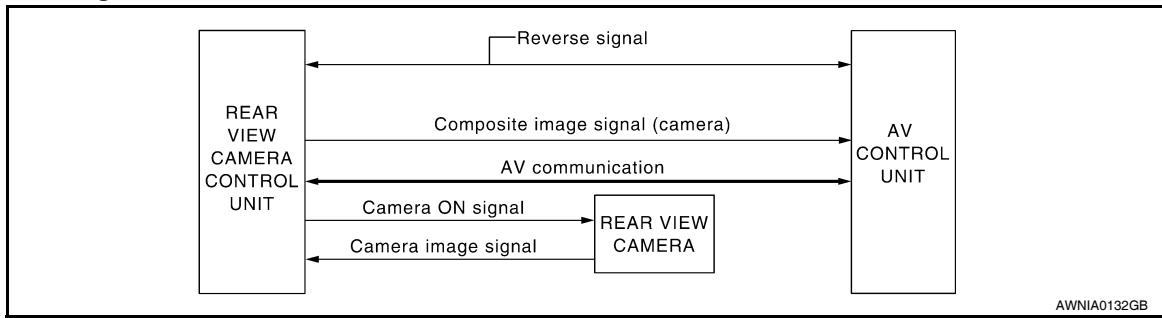 Reverse signal
REAR
VIEW
CAMERA
CONTROL
UNIT
Composite image signal (camera)
AV communication
Camera ON signal
Camera image signal
REAR VIEW
CAMERA
AV
CONTROL
UNIT
AWNIA0132GB